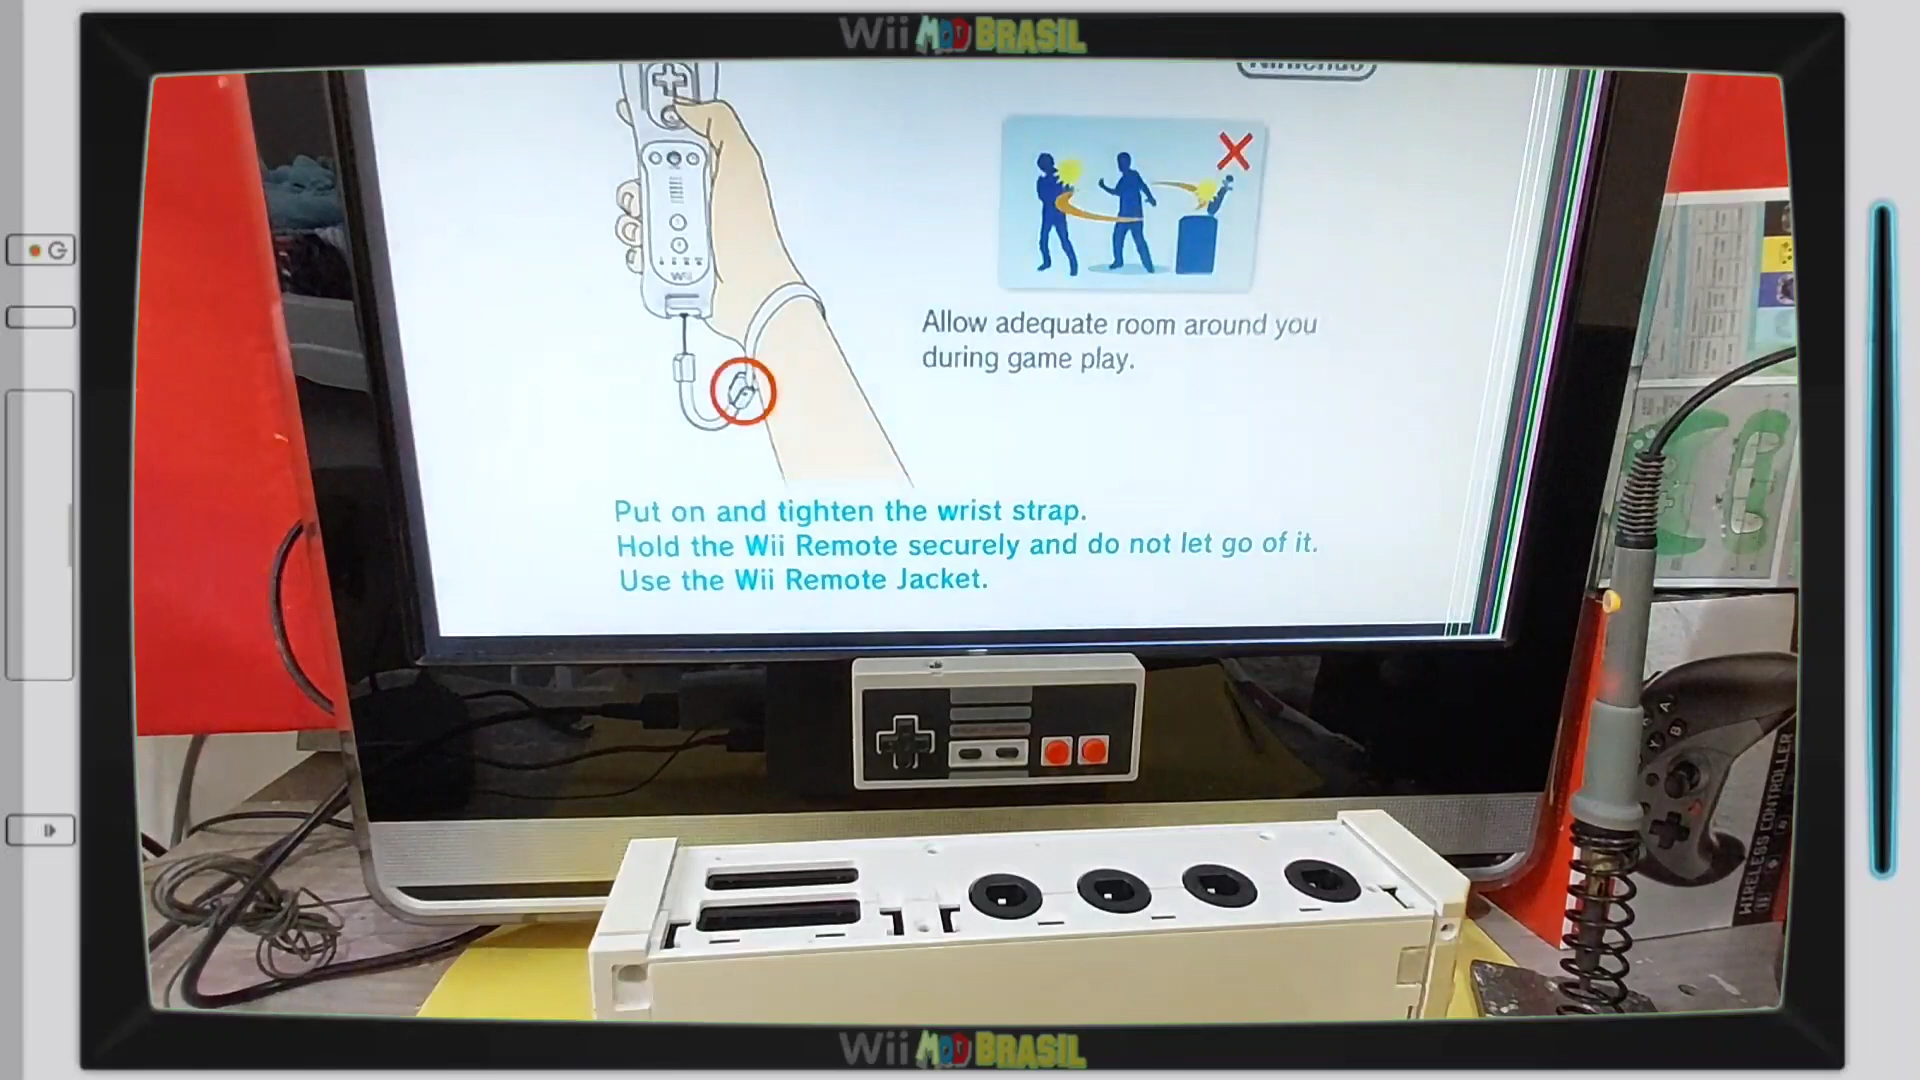 Wii MOD BRASIL
Nintendo
Wii
Allow adequate room around you
during game play.
Put on and tighten the wrist strap.
Hold the Wii Remote securely and do not let go of it.
Use the Wii Remote Jacket.
A
B
Y
WIRELESS CONTROLLER
Wii MOD BRASIL